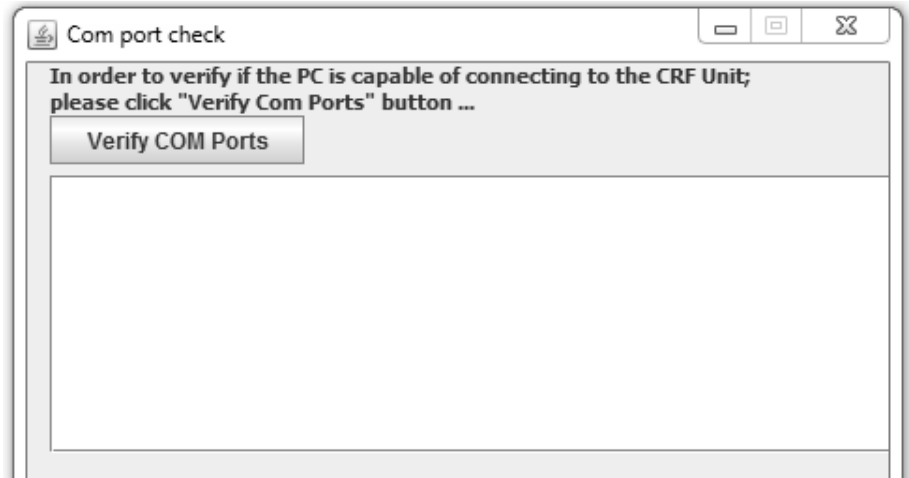 Com port check
In order to verify if the PC is capable of connecting to the CRF Unit;
please click "Verify Com Ports" button ...
Verify COM Ports